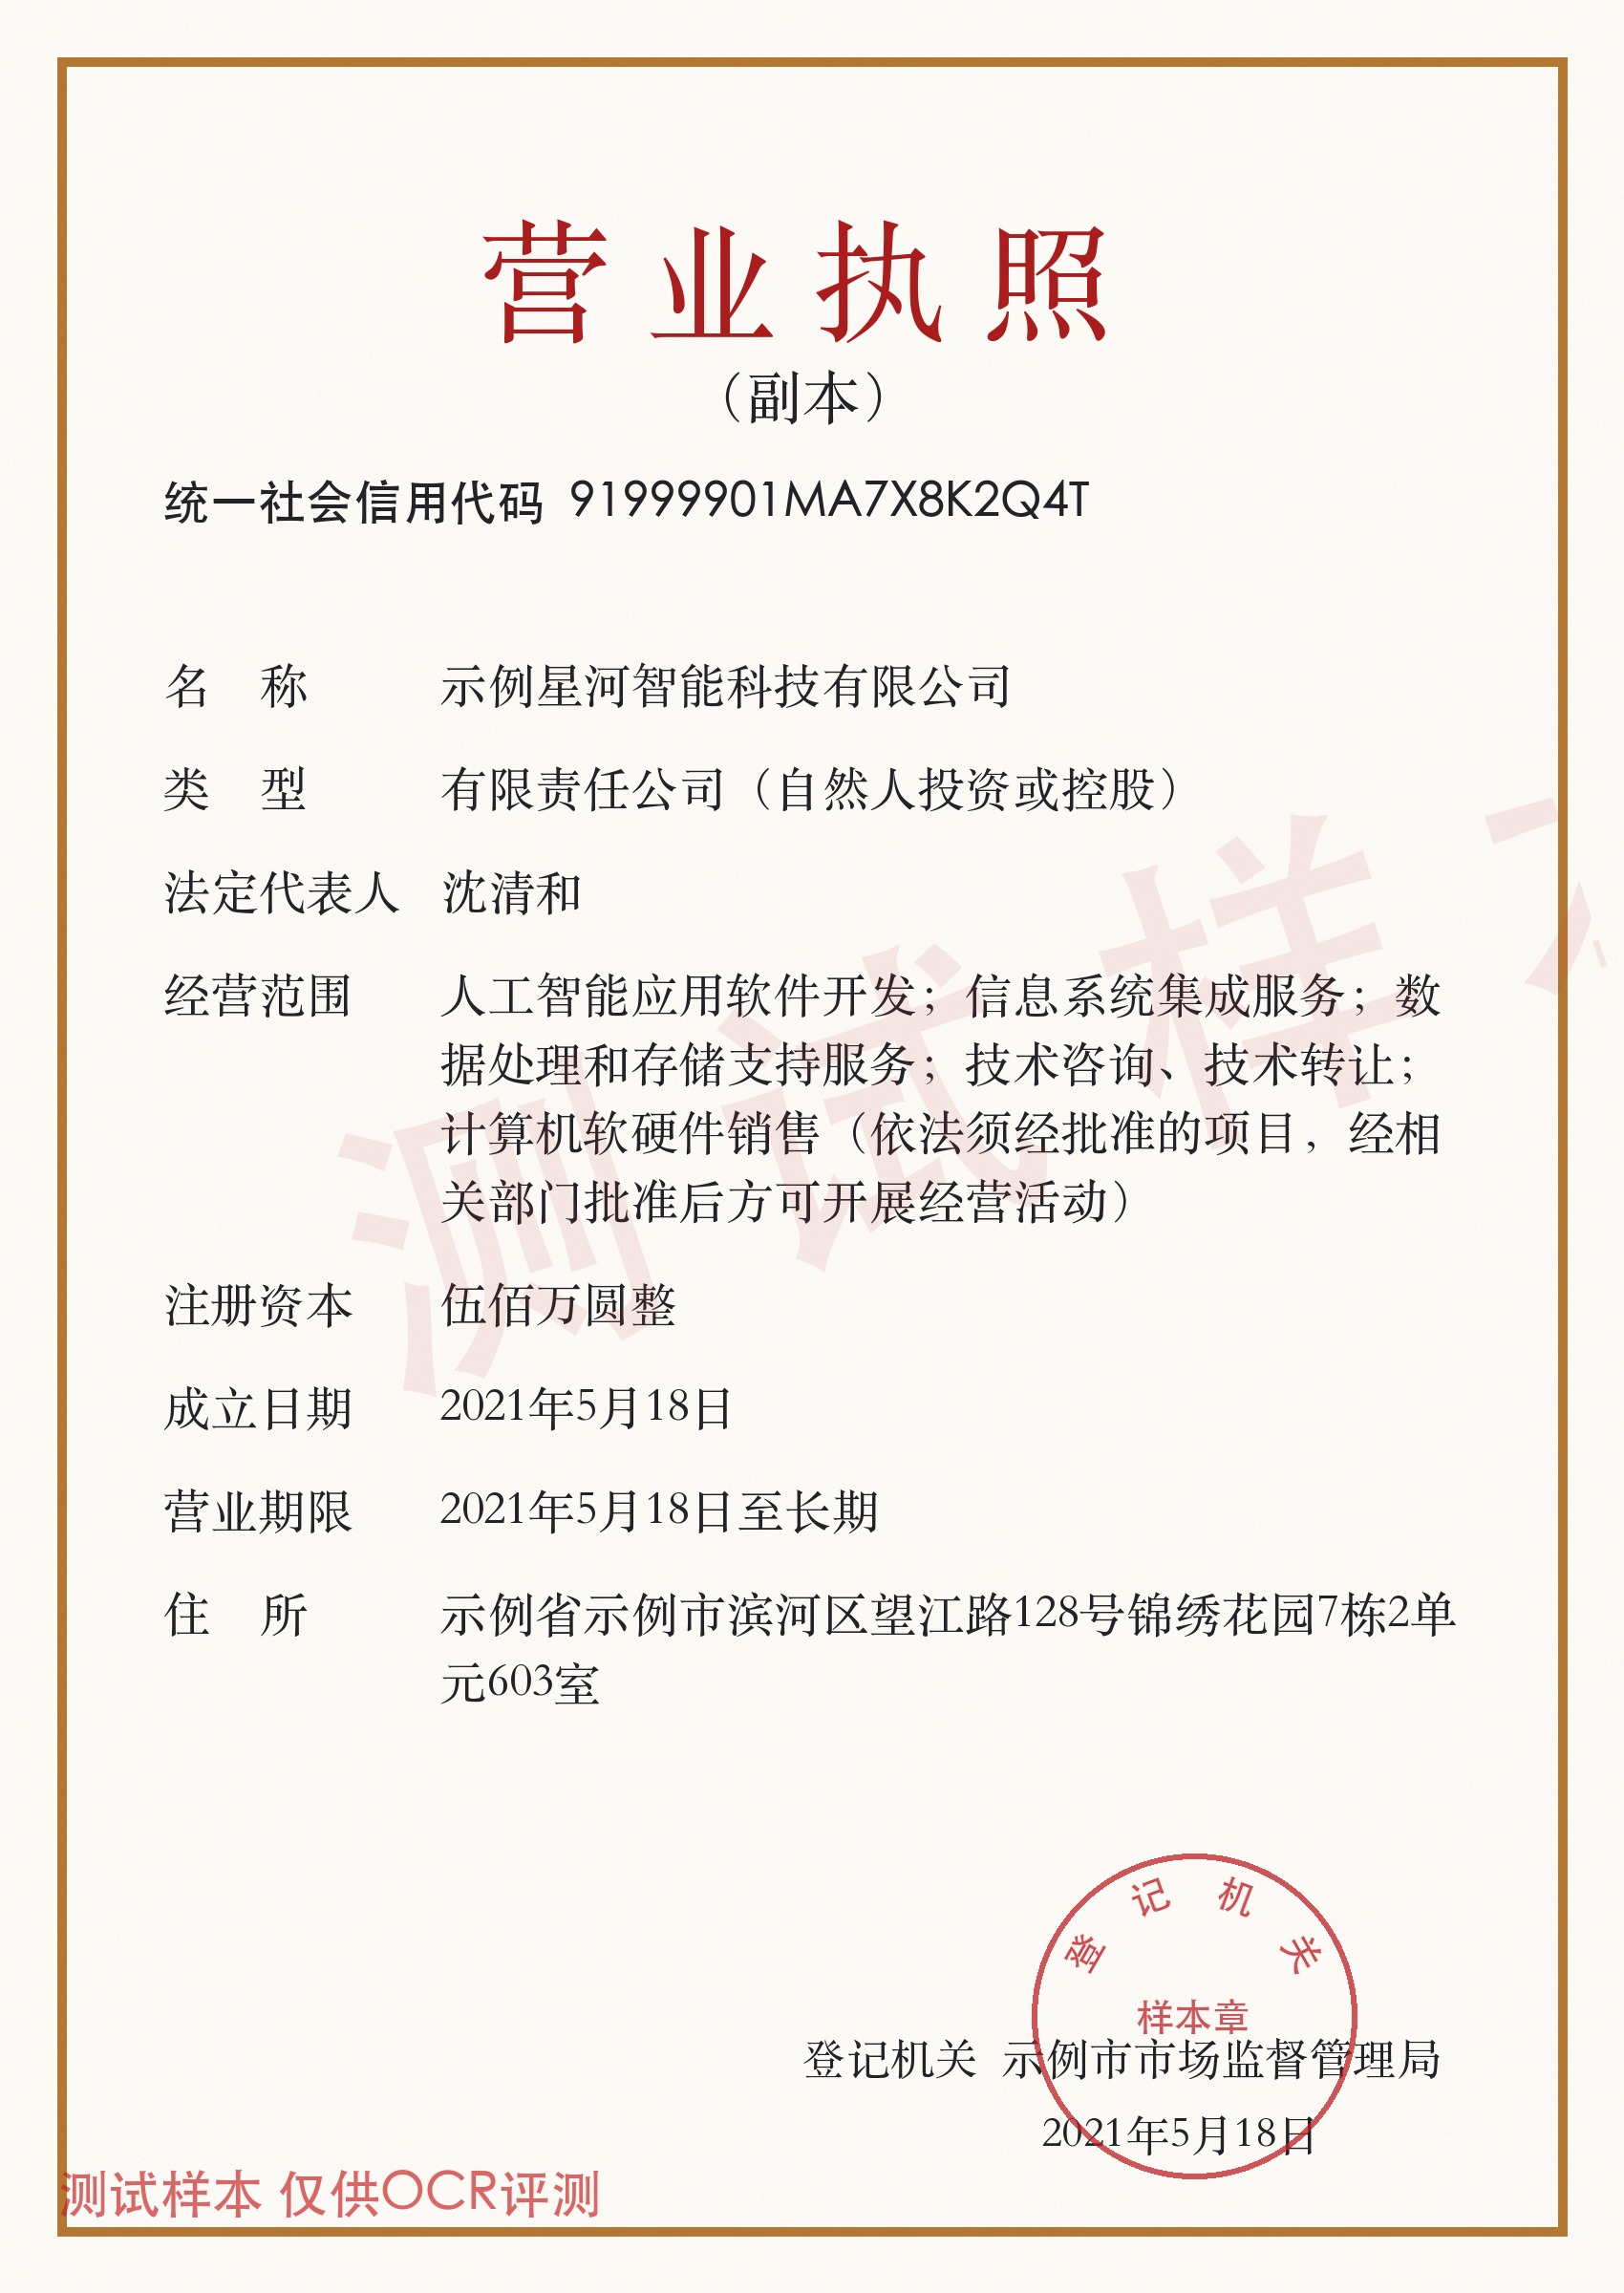 营业执照
（副本）
统一社会信用代码 91999901MA7X8K2Q4T
名 称 示例星河智能科技有限公司
类 型 有限责任公司（自然人投资或控股）
法定代表人 沈清和
经营范围 人工智能应用软件开发；信息系统集成服务；数
据处理和存储支持服务；技术咨询、技术转让；
计算机软硬件销售（依法须经批准的项目，经相
关部门批准后方可开展经营活动）
注册资本 伍佰万圆整
成立日期 2021年5月18日
营业期限 2021年5月18日至长期
住 所 示例省示例市滨河区望江路128号锦绣花园7栋2单
元603室
测试样
登记机关
样本章
登记机关 示例市市场监督管理局
2021年5月18日
测试样本 仅供OCR评测